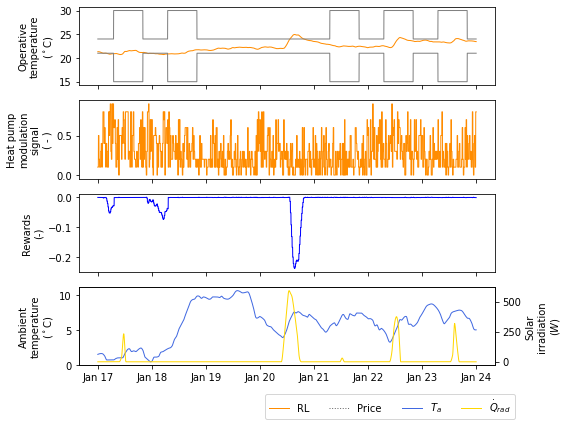 Operative
temperature
(°C)
30
25
20
15
Heat pump
modulation
signal
( - )
0.5
0.0
Rewards
(-)
0.0
−0.1
−0.2
Ambient
temperature
(°C)
10
5
0
Solar
irradiation
(W)
500
250
0
Jan 17 Jan 18 Jan 19 Jan 20 Jan 21 Jan 22 Jan 23 Jan 24
RL Price T_a Q̇_rad